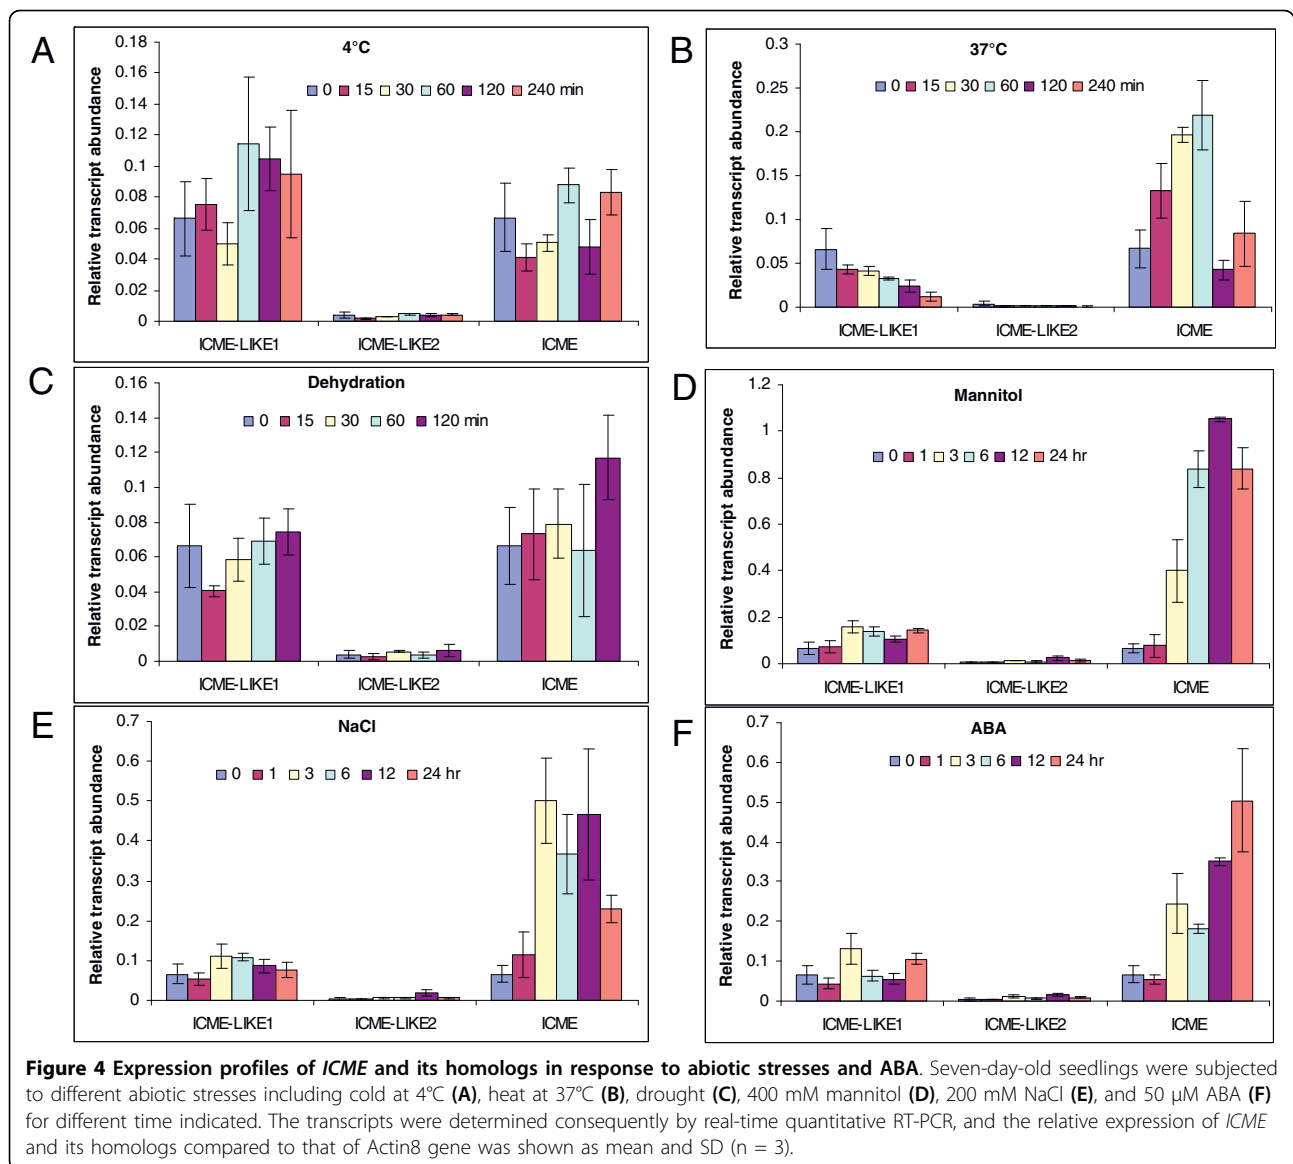 A
4°C
0 15 30 60 120 240 min
Relative transcript abundance
0.18
0.16
0.14
0.12
0.1
0.08
0.06
0.04
0.02
0
ICME-LIKE1 ICME-LIKE2 ICME
B
37°C
0 15 30 60 120 240 min
Relative transcript abundance
0.3
0.25
0.2
0.15
0.1
0.05
0
ICME-LIKE1 ICME-LIKE2 ICME
C
Dehydration
0 15 30 60 120 min
Relative transcript abundance
0.16
0.14
0.12
0.1
0.08
0.06
0.04
0.02
0
ICME-LIKE1 ICME-LIKE2 ICME
D
Mannitol
0 1 3 6 12 24 hr
Relative transcript abundance
1.2
1
0.8
0.6
0.4
0.2
0
ICME-LIKE1 ICME-LIKE2 ICME
E
NaCl
0 1 3 6 12 24 hr
Relative transcript abundance
0.7
0.6
0.5
0.4
0.3
0.2
0.1
0
ICME-LIKE1 ICME-LIKE2 ICME
F
ABA
0 1 3 6 12 24 hr
Relative transcript abundance
0.7
0.6
0.5
0.4
0.3
0.2
0.1
0
ICME-LIKE1 ICME-LIKE2 ICME
Figure 4 Expression profiles of ICME and its homologs in response to abiotic stresses and ABA. Seven-day-old seedlings were subjected
to different abiotic stresses including cold at 4°C (A), heat at 37°C (B), drought (C), 400 mM mannitol (D), 200 mM NaCl (E), and 50 μM ABA (F)
for different time indicated. The transcripts were determined consequently by real-time quantitative RT-PCR, and the relative expression of ICME
and its homologs compared to that of Actin8 gene was shown as mean and SD (n = 3).